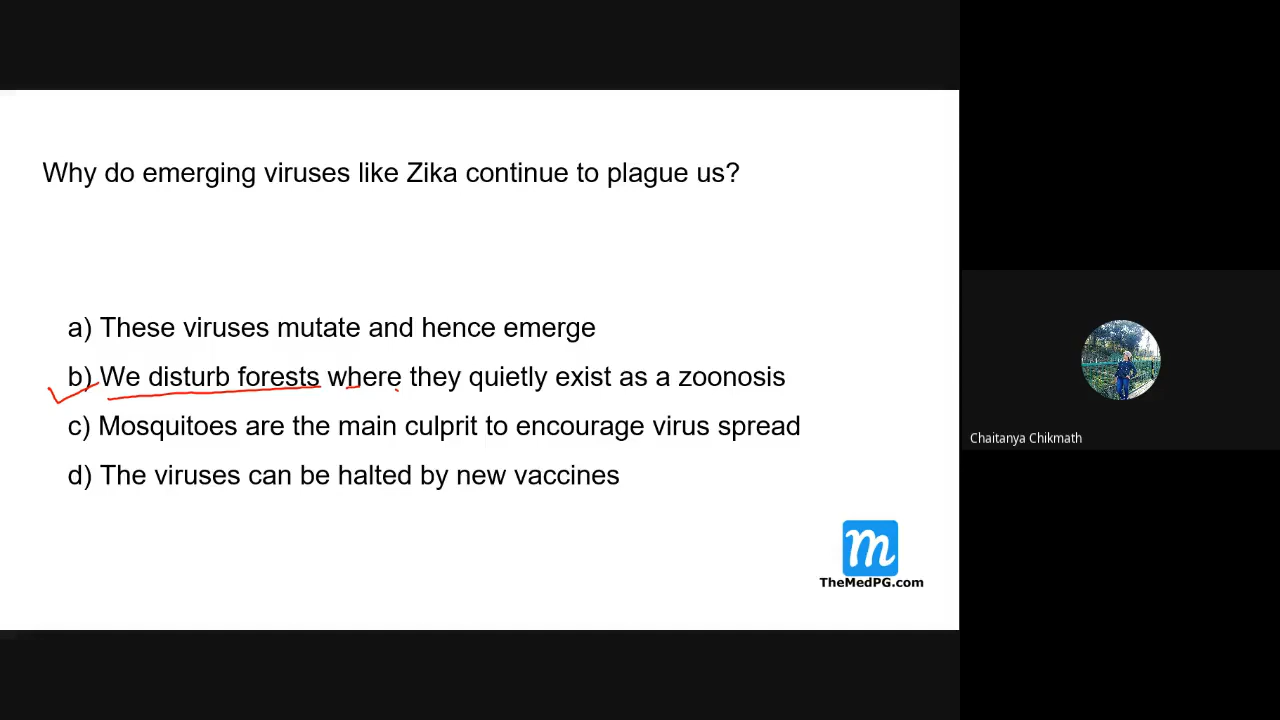 Why do emerging viruses like Zika continue to plague us?
a) These viruses mutate and hence emerge
b) We disturb forests where they quietly exist as a zoonosis
c) Mosquitoes are the main culprit to encourage virus spread
d) The viruses can be halted by new vaccines
m
TheMedPG.com
Chaitanya Chikmath